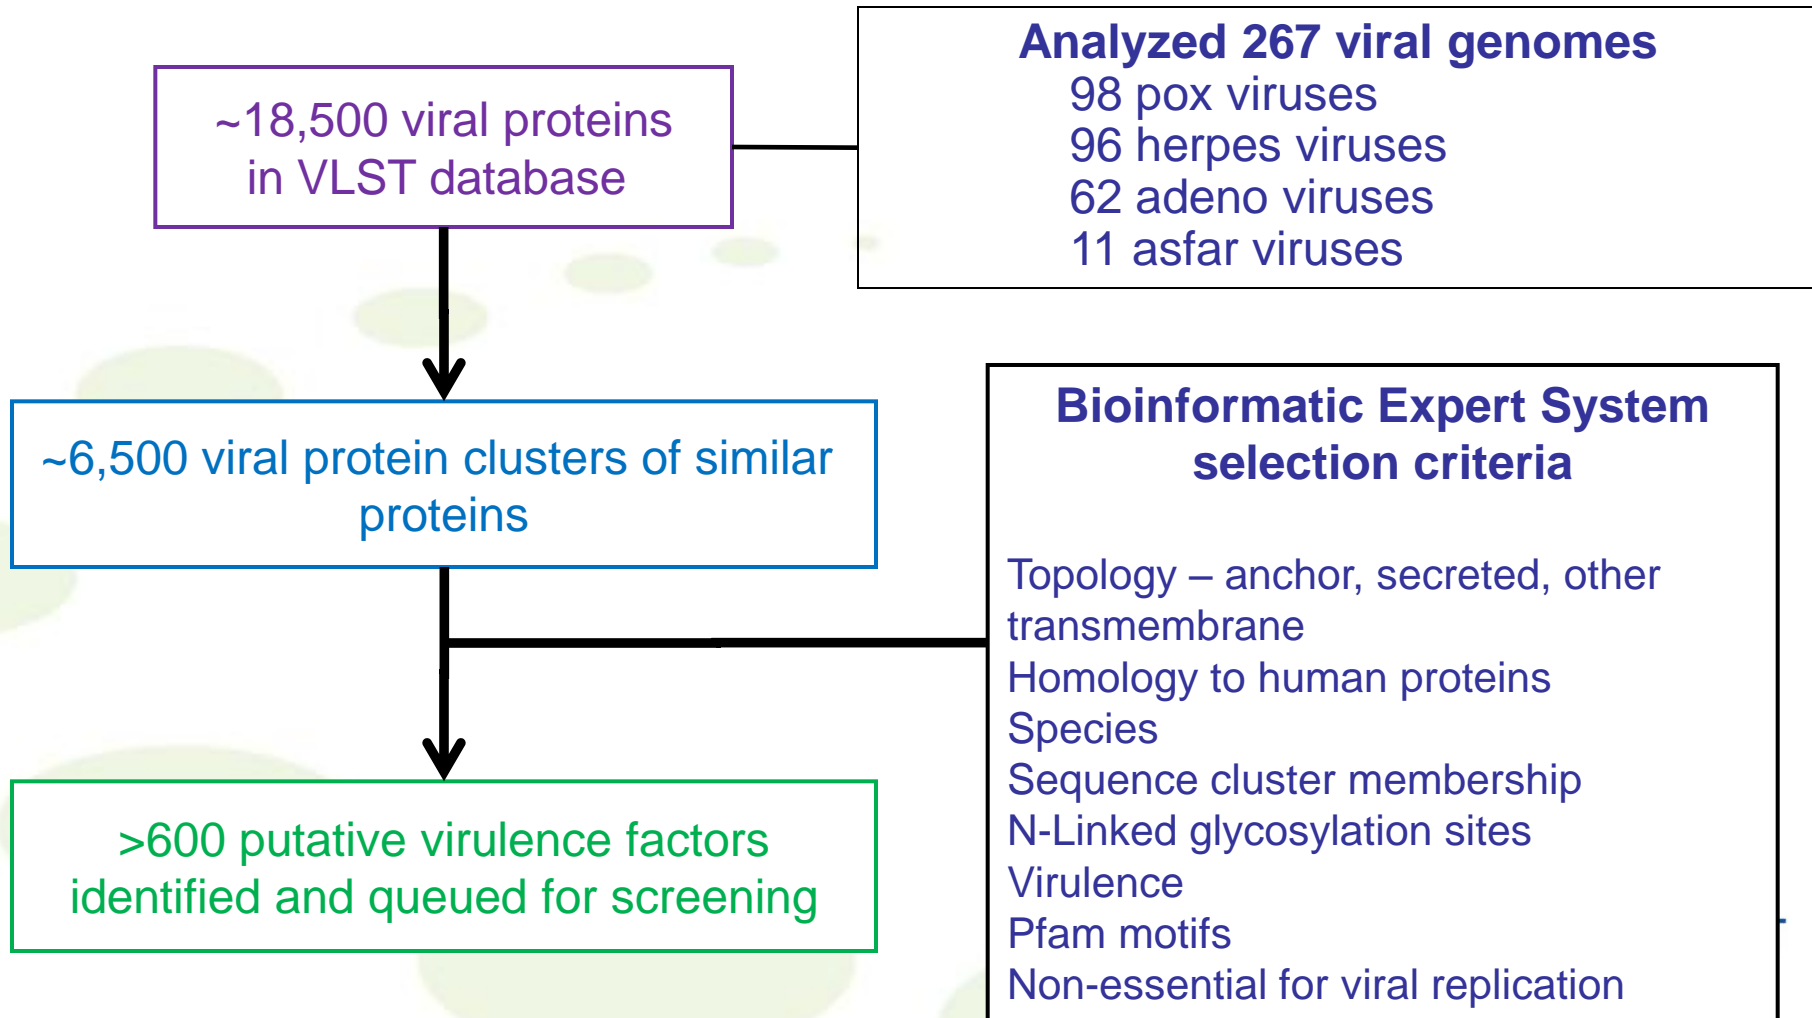 ~18,500 viral proteins
in VLST database
Analyzed 267 viral genomes
98 pox viruses
96 herpes viruses
62 adeno viruses
11 asfar viruses
~6,500 viral protein clusters of similar
proteins
Bioinformatic Expert System
selection criteria
Topology – anchor, secreted, other
transmembrane
Homology to human proteins
Species
Sequence cluster membership
N-Linked glycosylation sites
Virulence
Pfam motifs
Non-essential for viral replication
>600 putative virulence factors
identified and queued for screening